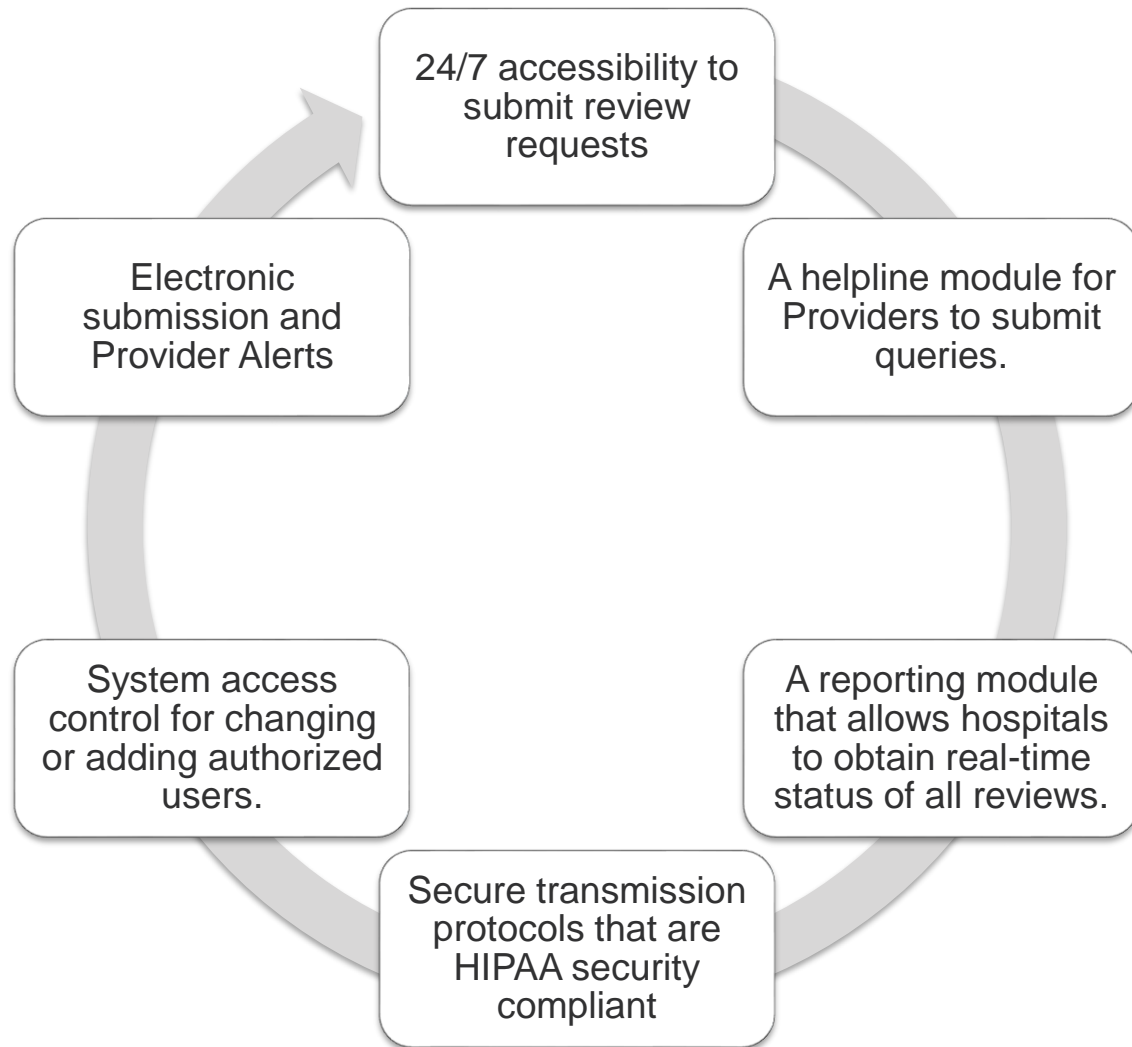 24/7 accessibility to
submit review
requests
A helpline module for
Providers to submit
queries.
A reporting module
that allows hospitals
to obtain real-time
status of all reviews.
Secure transmission
protocols that are
HIPAA security
compliant
System access
control for changing
or adding authorized
users.
Electronic
submission and
Provider Alerts